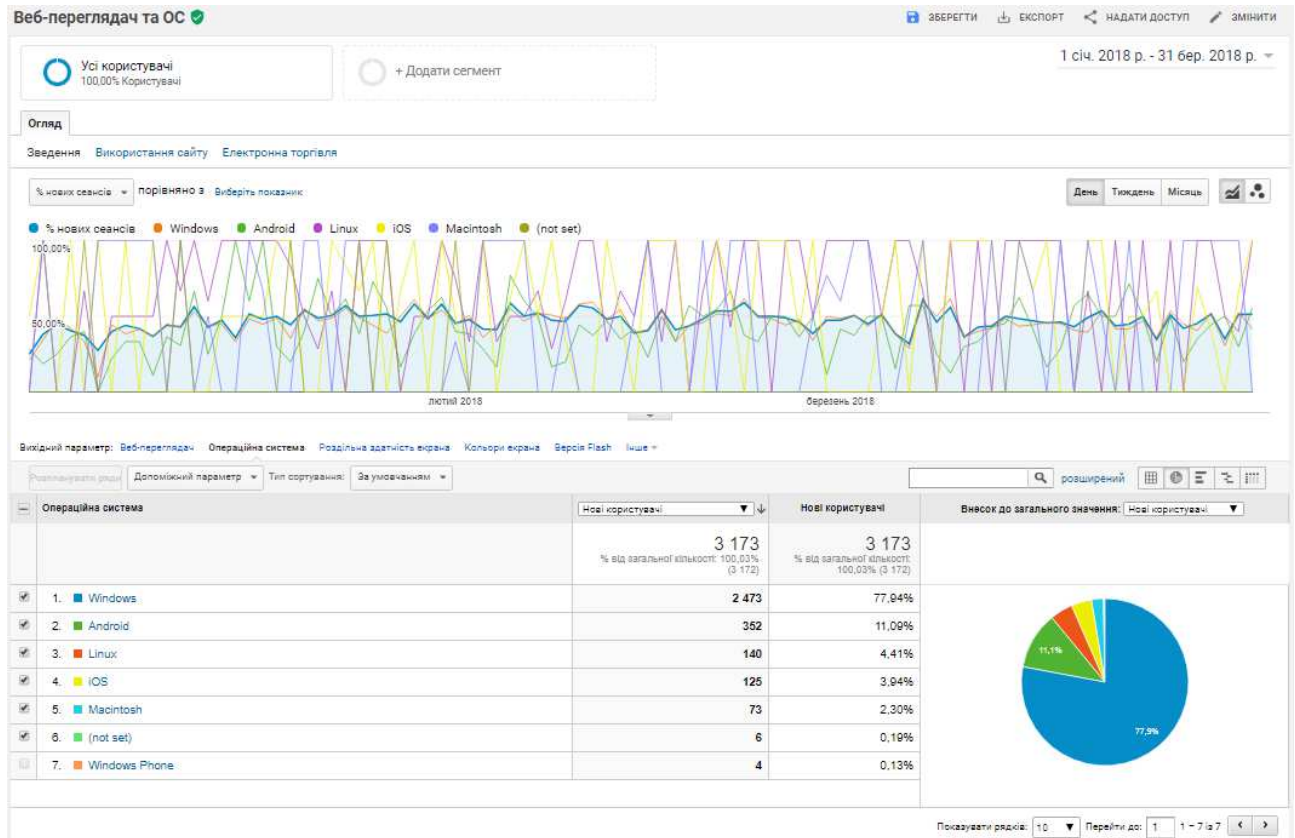 Веб-переглядач та ОС
ЗБЕРЕГТИ ЕКСПОРТ НАДАТИ ДОСТУП ЗМІНИТИ
Усі користувачі
100,00% Користувачі
+ Додати сегмент
1 січ. 2018 р. - 31 бер. 2018 р.
Огляд
Зведення Використання сайту Електронна торгівля
% нових сеансів порівняно з Виберіть показник
День Тиждень Місяць
% нових сеансів Windows Android Linux iOS Macintosh (not set)
100,00%
50,00%
лютий 2018 березень 2018
Вихідний параметр: Веб-переглядач Операційна система Роздільна здатність екрана Кольори екрана Версія Flash Інше
Допоміжний параметр Тип сортування: За умовчанням розширений
Операційна система Нові користувачі Нові користувачі Внесок до загального значення: Нові користувачі
3 173 3 173
% від загальної кількості: 100,03% % від загальної кількості:
(3 172) 100,03% (3 172)
1. Windows 2 473 77,94%
2. Android 352 11,09%
3. Linux 140 4,41%
4. iOS 125 3,94%
5. Macintosh 73 2,30%
6. (not set) 6 0,19%
7. Windows Phone 4 0,13%
11,1%
77,9%
Показувати рядків: 10 Перейти до: 1 1 – 7 із 7